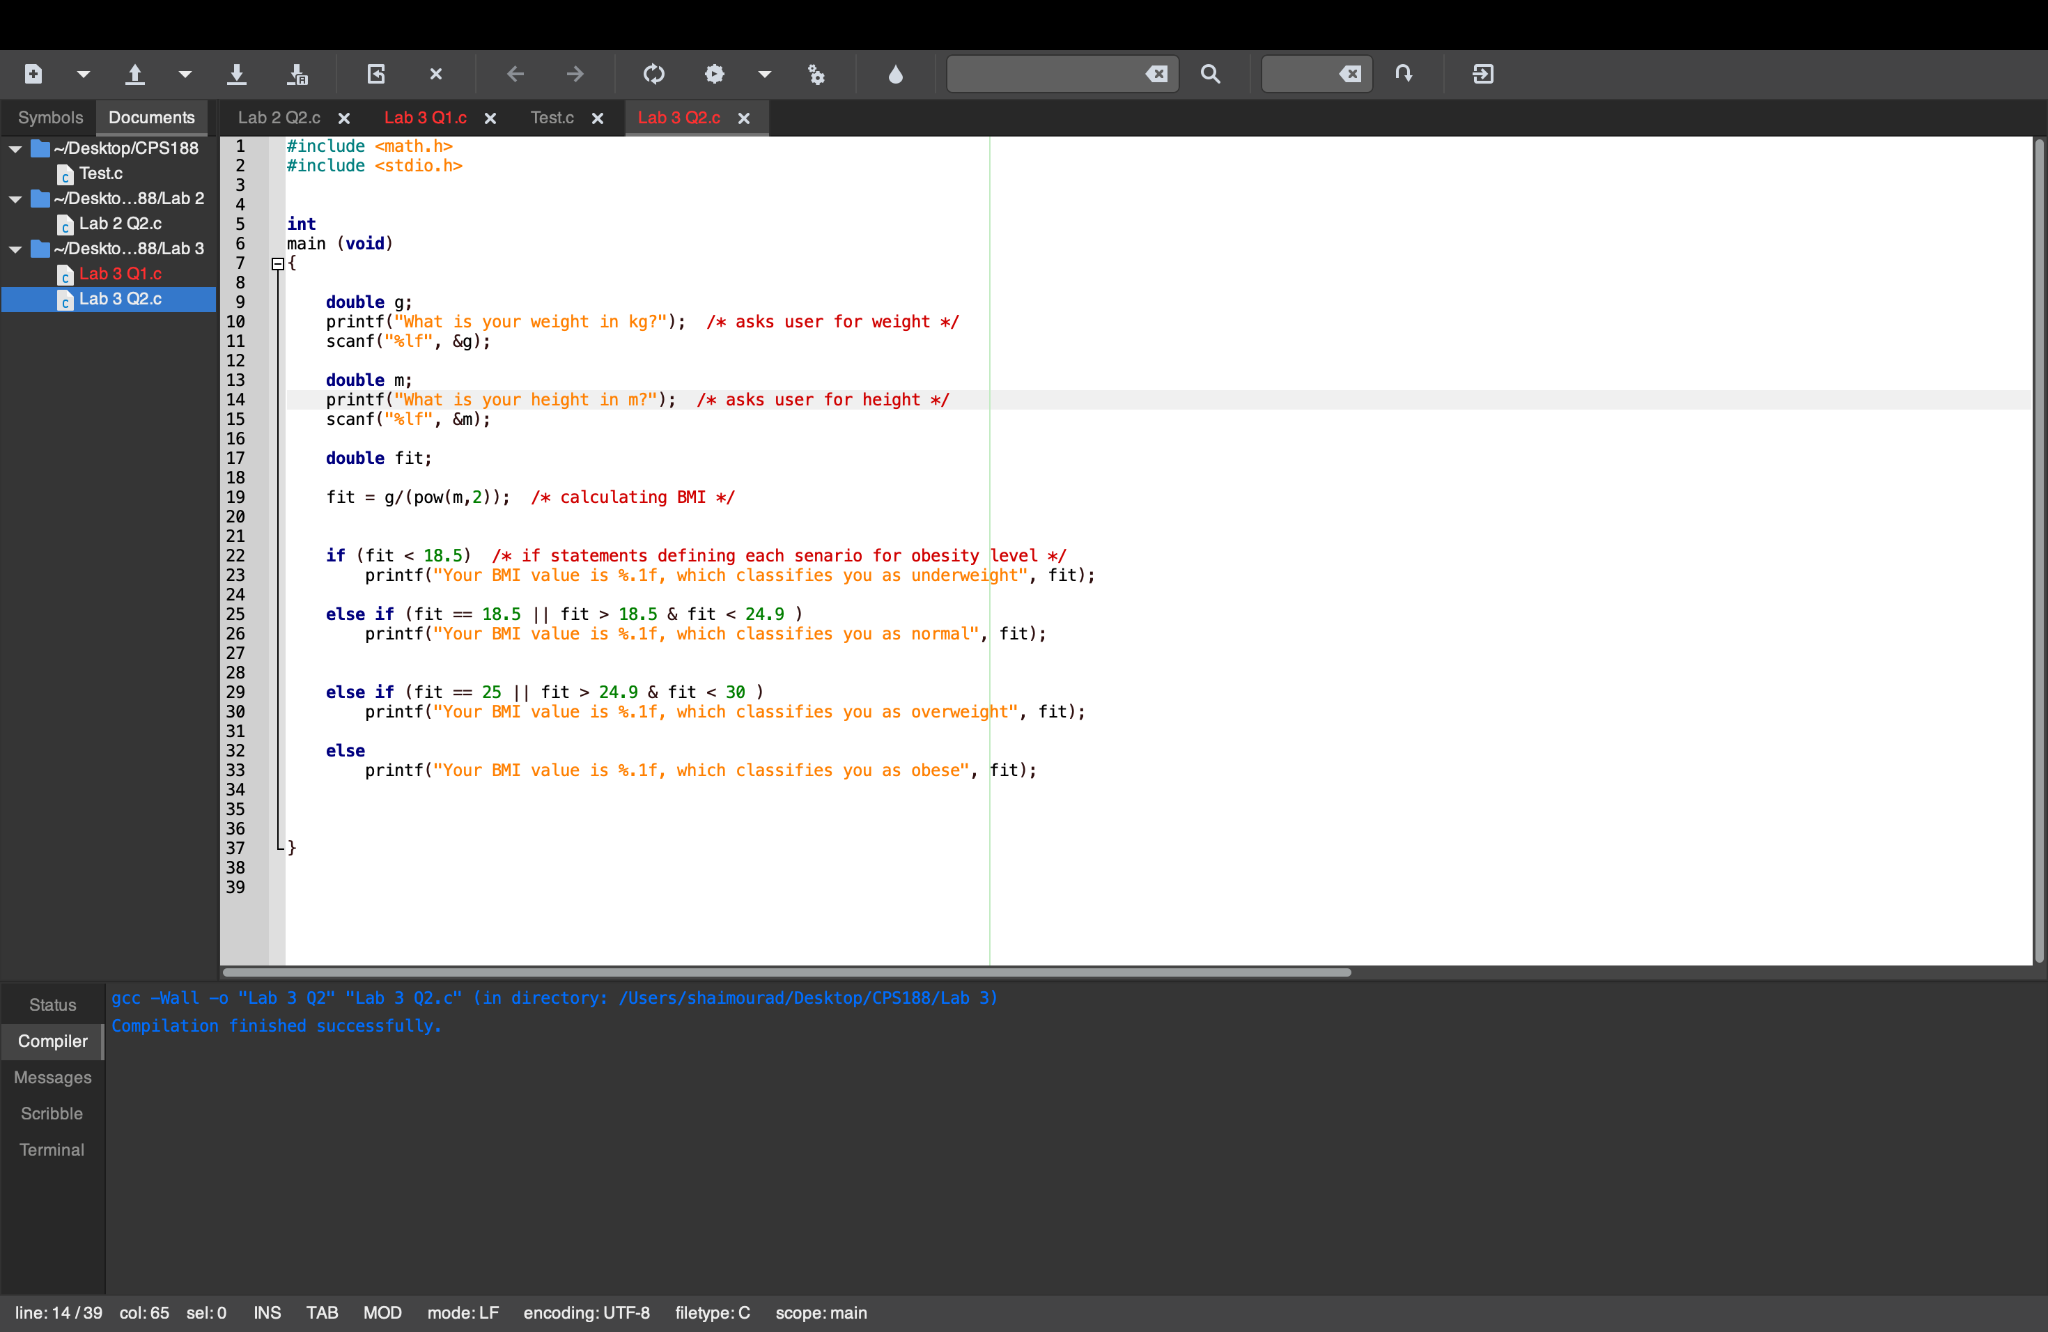 Symbols Documents Lab 2 Q2.c Lab 3 Q1.c Test.c Lab 3 Q2.c
~/Desktop/CPS188
Test.c
~/Deskto...88/Lab 2
Lab 2 Q2.c
~/Deskto...88/Lab 3
Lab 3 Q1.c
Lab 3 Q2.c
1 #include <math.h>
2 #include <stdio.h>
3
4
5 int
6 main (void)
7 {
8
9 double g;
10 printf("What is your weight in kg?");  /* asks user for weight */
11 scanf("%lf", &g);
12
13 double m;
14 printf("What is your height in m?");  /* asks user for height */
15 scanf("%lf", &m);
16
17 double fit;
18
19 fit = g/(pow(m,2));  /* calculating BMI */
20
21
22 if (fit < 18.5)  /* if statements defining each senario for obesity level */
23 printf("Your BMI value is %.1f, which classifies you as underweight", fit);
24
25 else if (fit == 18.5 || fit > 18.5 & fit < 24.9 )
26 printf("Your BMI value is %.1f, which classifies you as normal", fit);
27
28
29 else if (fit == 25 || fit > 24.9 & fit < 30 )
30 printf("Your BMI value is %.1f, which classifies you as overweight", fit);
31
32 else
33 printf("Your BMI value is %.1f, which classifies you as obese", fit);
34
35
36
37 }
38
39
Status
Compiler
Messages
Scribble
Terminal
gcc -Wall -o "Lab 3 Q2" "Lab 3 Q2.c" (in directory: /Users/shaimourad/Desktop/CPS188/Lab 3)
Compilation finished successfully.
line: 14 / 39 col: 65 sel: 0 INS TAB MOD mode: LF encoding: UTF-8 filetype: C scope: main